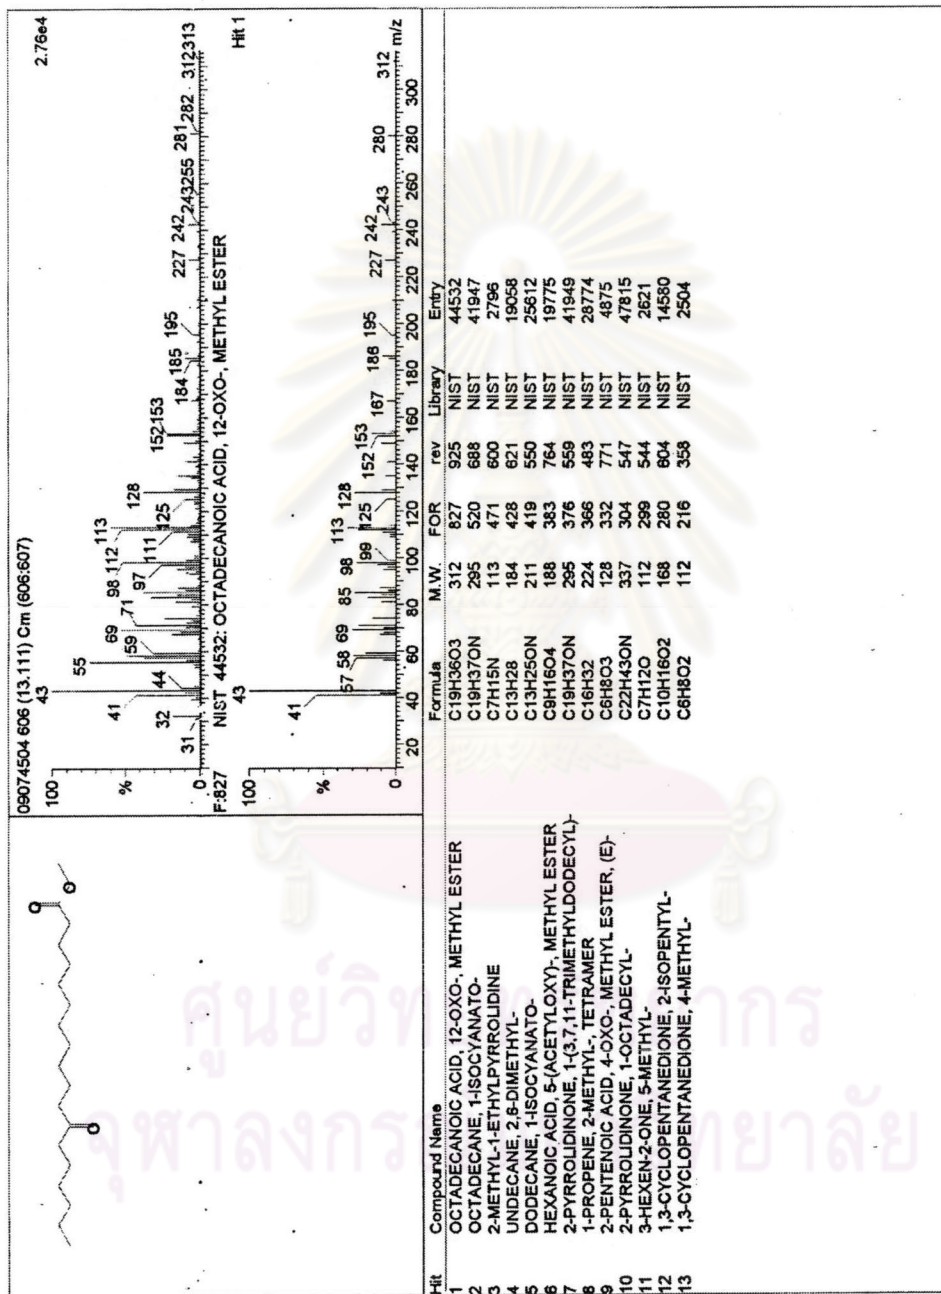 09074504 606 (13.111) Cm (606:607)
2.76e4
100
%
0
31
32
41
43
44
55
59
69
71
97
98
112
113
111
125
128
152
153
184
185
195
227
242
243
255
281
282
312
313
F:827
NIST 44532: OCTADECANOIC ACID, 12-OXO-, METHYL ESTER
Hit 1
100
%
0
41
43
57
58
69
85
98
99
113
125
128
152
153
167
186
195
227
242
243
280
312
20 40 60 80 100 120 140 160 180 200 220 240 260 280 300 m/z
O
O
O
Hit Compound Name Formula M.W. FOR rev Library Entry
1 OCTADECANOIC ACID, 12-OXO-, METHYL ESTER C19H36O3 312 827 925 NIST 44532
2 OCTADECANE, 1-ISOCYANATO- C19H37ON 295 520 688 NIST 41947
3 2-METHYL-1-ETHYLPYRROLIDINE C7H15N 113 471 600 NIST 2796
4 UNDECANE, 2,6-DIMETHYL- C13H28 184 428 621 NIST 19058
5 DODECANE, 1-ISOCYANATO- C13H25ON 211 419 550 NIST 25612
6 HEXANOIC ACID, 5-(ACETYLOXY)-, METHYL ESTER C9H16O4 188 383 764 NIST 19775
7 2-PYRROLIDINONE, 1-(3,7,11-TRIMETHYLDODECYL)- C19H37ON 295 376 559 NIST 41949
8 1-PROPENE, 2-METHYL-, TETRAMER C16H32 224 366 483 NIST 28774
9 2-PENTENOIC ACID, 4-OXO-, METHYL ESTER, (E)- C6H8O3 128 332 771 NIST 4875
10 2-PYRROLIDINONE, 1-OCTADECYL- C22H43ON 337 304 547 NIST 47815
11 3-HEXEN-2-ONE, 5-METHYL- C7H12O 112 299 544 NIST 2621
12 1,3-CYCLOPENTANEDIONE, 2-ISOPENTYL- C10H16O2 168 280 604 NIST 14580
13 1,3-CYCLOPENTANEDIONE, 4-METHYL- C6H8O2 112 216 358 NIST 2504